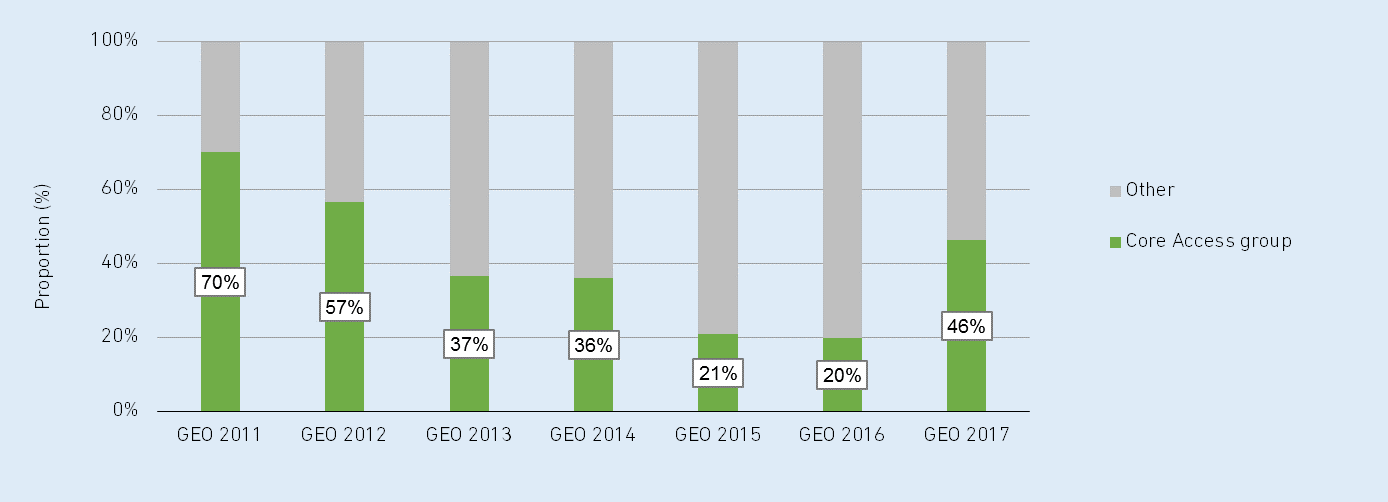 100%
80%
60%
40%
20%
0%
Proportion (%)
70%
57%
37%
36%
21%
20%
46%
GEO 2011
GEO 2012
GEO 2013
GEO 2014
GEO 2015
GEO 2016
GEO 2017
Other
Core Access group